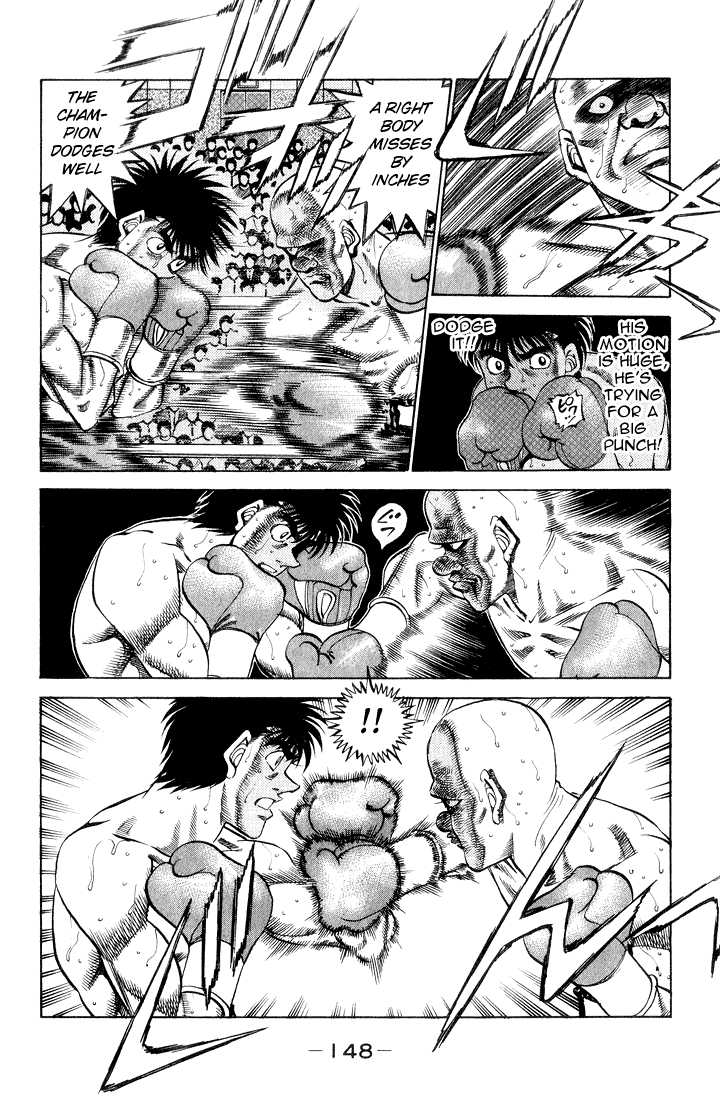 A RIGHT
BODY
MISSES
BY
INCHES
THE
CHAM-
PION
DODGES
WELL
HIS
MOTION
IS HUGE,
HE'S
TRYING
FOR A
BIG
PUNCH!
DODGE
IT!!
!!
-148-